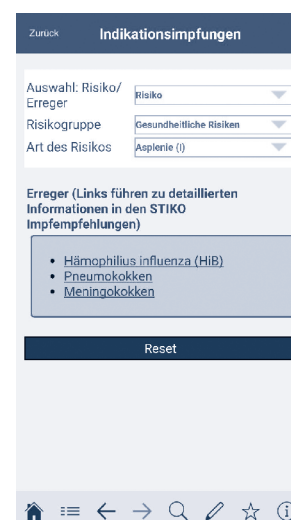 Zurück Indikationsimpfungen
Auswahl: Risiko/
Erreger
Risiko
Risikogruppe Gesundheitliche Risiken
Art des Risikos Asplenie (I)
Erreger (Links führen zu detaillierten
Informationen in den STIKO
Impfempfehlungen)
• Hämophilius influenza (HiB)
• Pneumokokken
• Meningokokken
Reset